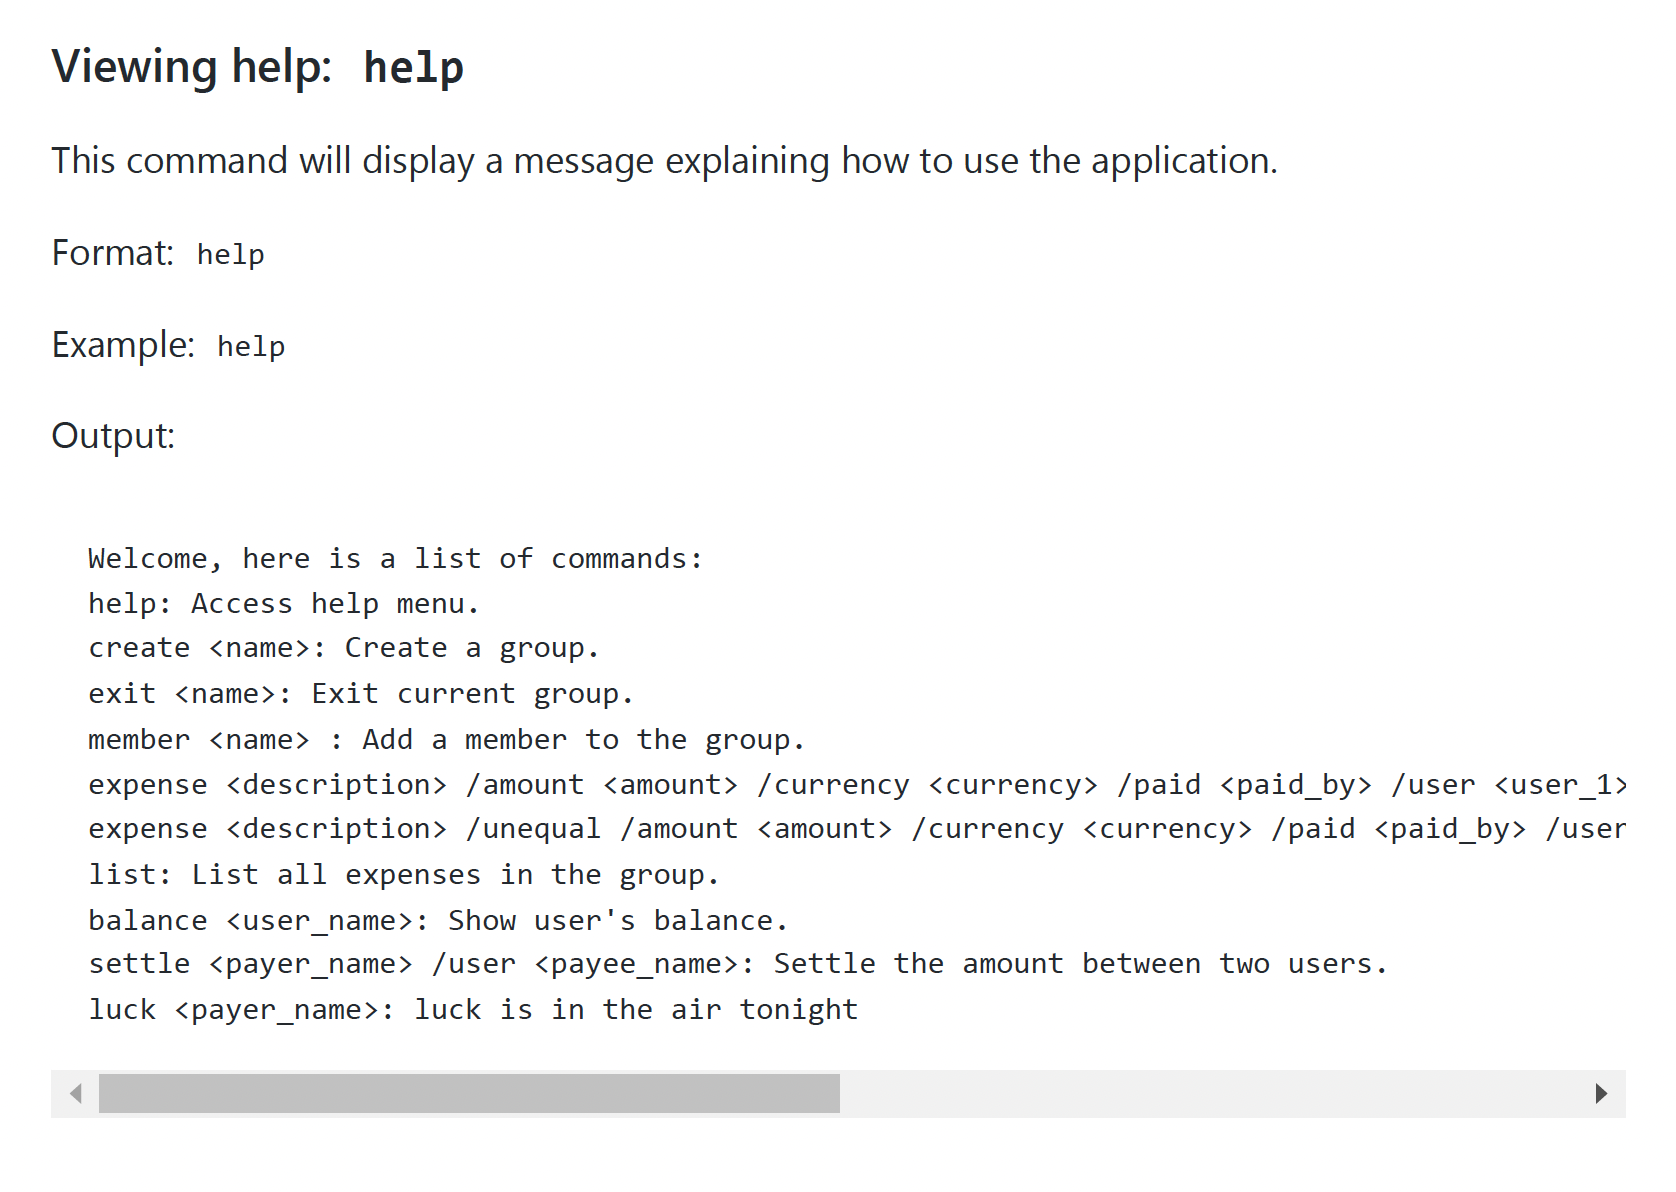 Viewing help: help
This command will display a message explaining how to use the application.
Format: help
Example: help
Output:
Welcome, here is a list of commands:
help: Access help menu.
create <name>: Create a group.
exit <name>: Exit current group.
member <name> : Add a member to the group.
expense <description> /amount <amount> /currency <currency> /paid <paid_by> /user <user_1>
expense <description> /unequal /amount <amount> /currency <currency> /paid <paid_by> /user
list: List all expenses in the group.
balance <user_name>: Show user's balance.
settle <payer_name> /user <payee_name>: Settle the amount between two users.
luck <payer_name>: luck is in the air tonight